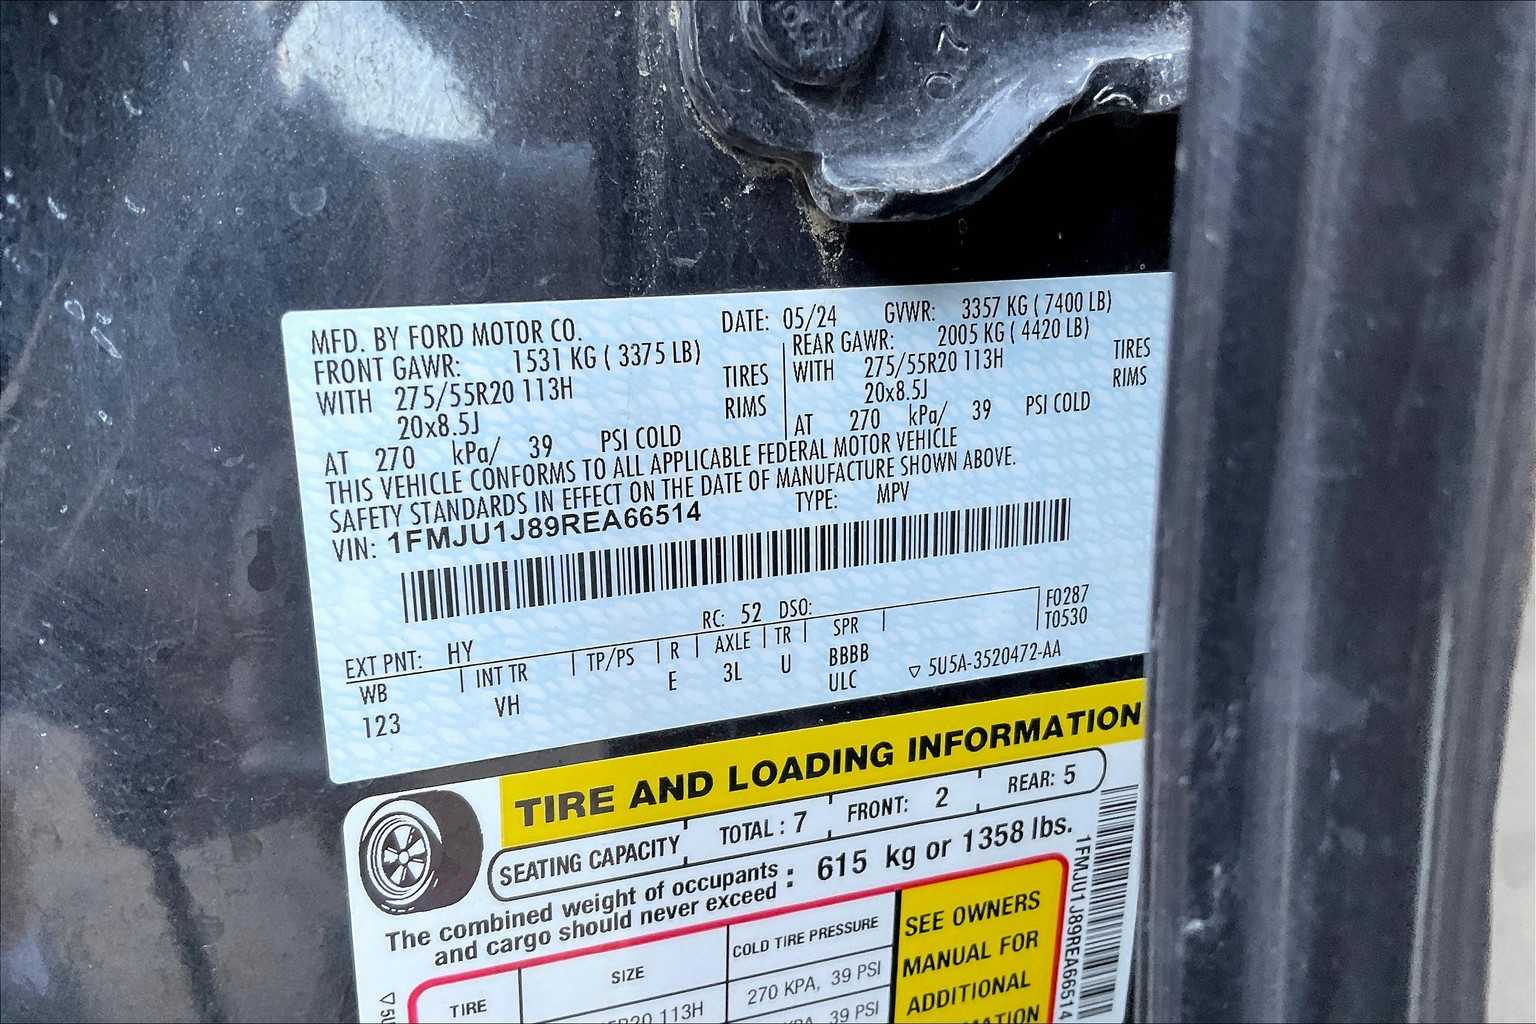 MFD. BY FORD MOTOR CO. DATE: 05/24 GVWR: 3357 KG ( 7400 LB)
FRONT GAWR: 1531 KG ( 3375 LB) REAR GAWR: 2005 KG ( 4420 LB)
WITH 275/55R20 113H TIRES WITH 275/55R20 113H TIRES
20x8.5J RIMS 20x8.5J RIMS
AT 270 kPa/ 39 PSI COLD AT 270 kPa/ 39 PSI COLD
THIS VEHICLE CONFORMS TO ALL APPLICABLE FEDERAL MOTOR VEHICLE
SAFETY STANDARDS IN EFFECT ON THE DATE OF MANUFACTURE SHOWN ABOVE.
VIN: 1FMJU1J89REA66514 TYPE: MPV
EXT PNT: HY RC: 52 DSO: F0287
WB INT TR TP/PS R AXLE TR SPR T0530
123 VH E 3L U BBBB
ULC ▽ 5U5A-3520472-AA
TIRE AND LOADING INFORMATION
SEATING CAPACITY TOTAL : 7 FRONT: 2 REAR: 5
The combined weight of occupants
and cargo should never exceed : 615 kg or 1358 lbs.
TIRE SIZE COLD TIRE PRESSURE
113H 270 KPA, 39 PSI
39 PSI
SEE OWNERS
MANUAL FOR
ADDITIONAL
1FMJU1J89REA66514